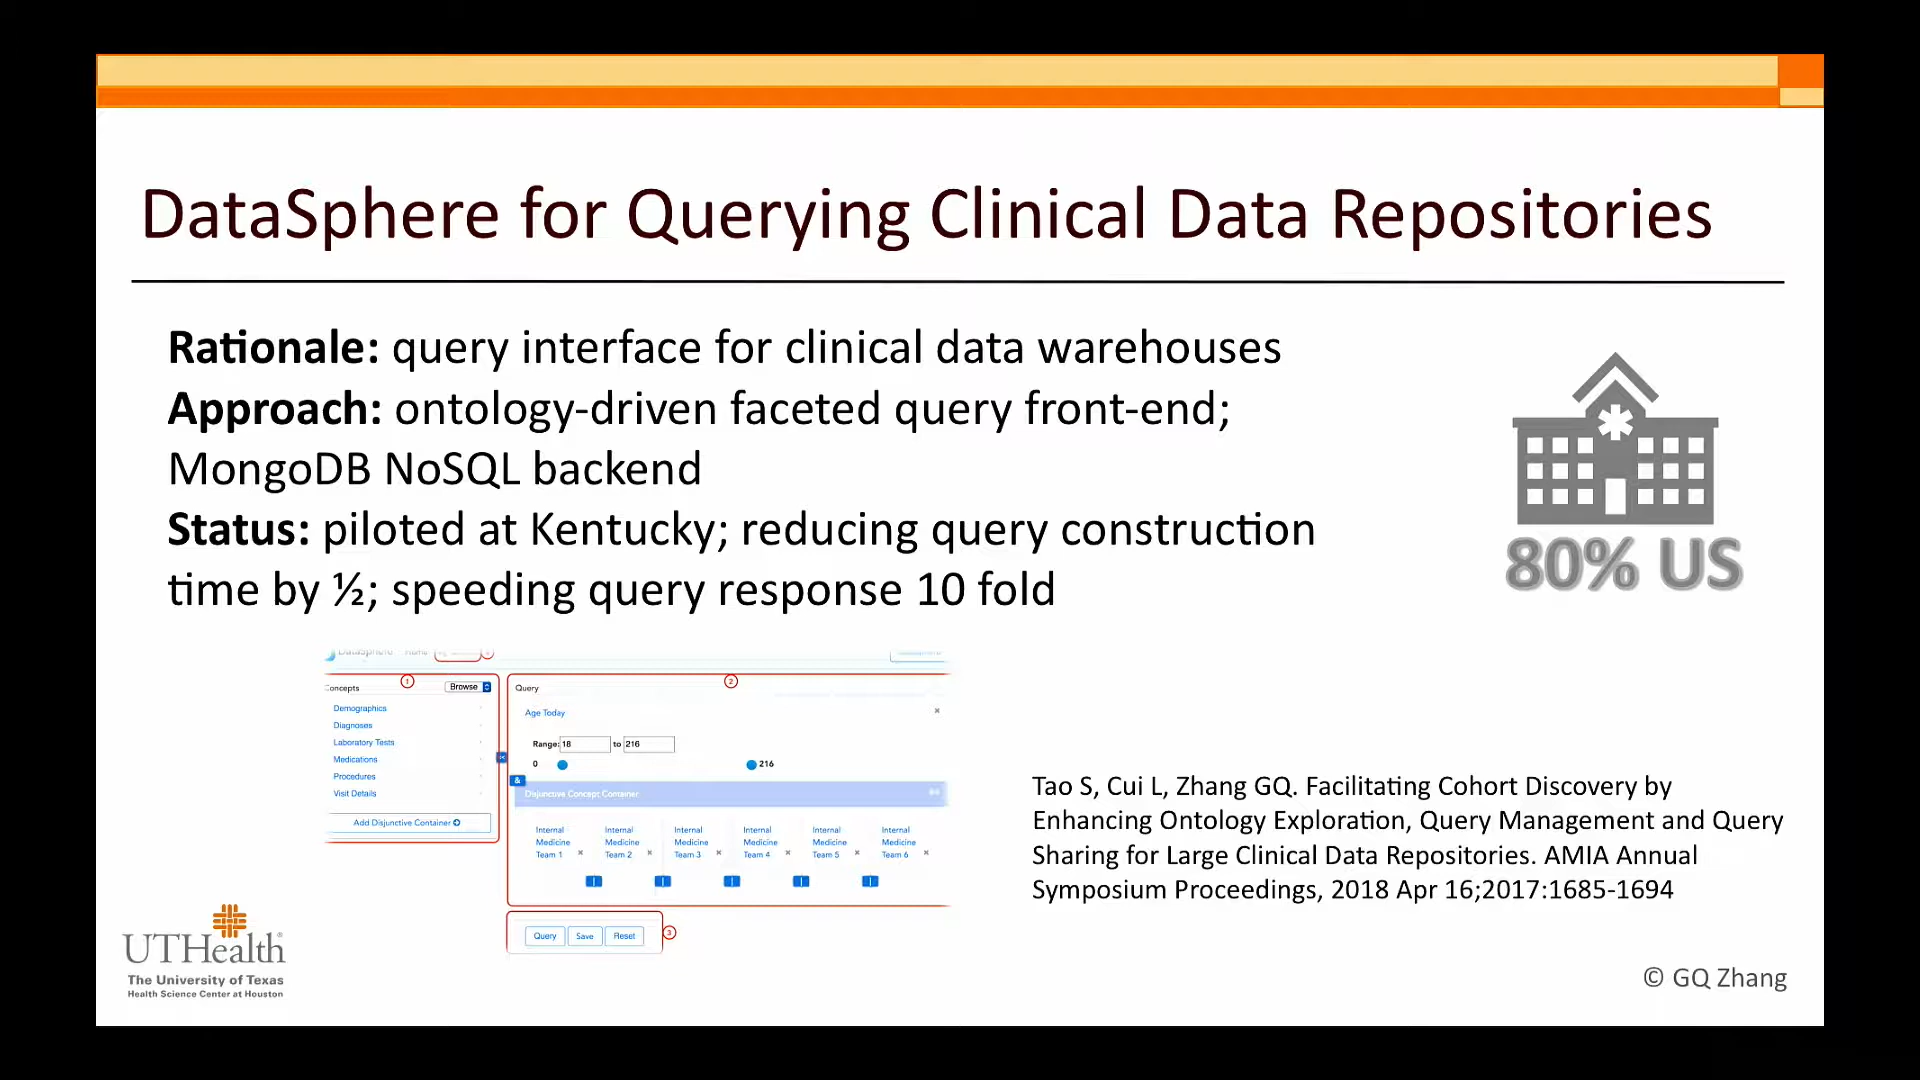 DataSphere for Querying Clinical Data Repositories
Rationale: query interface for clinical data warehouses
Approach: ontology-driven faceted query front-end;
MongoDB NoSQL backend
Status: piloted at Kentucky; reducing query construction
time by ½; speeding query response 10 fold
80% US
DataSphere Home
Concepts 1 Browse
Demographics
Diagnoses
Laboratory Tests
Medications
Procedures
Visit Details
Add Disjunctive Container
Query 2
Age Today
Range: 18 to 216
0 216
&
Disjunctive Concept Container
Internal Medicine Team 1
Internal Medicine Team 2
Internal Medicine Team 3
Internal Medicine Team 4
Internal Medicine Team 5
Internal Medicine Team 6
Query Save Reset 3
Tao S, Cui L, Zhang GQ. Facilitating Cohort Discovery by
Enhancing Ontology Exploration, Query Management and Query
Sharing for Large Clinical Data Repositories. AMIA Annual
Symposium Proceedings, 2018 Apr 16;2017:1685-1694
UTHealth®
The University of Texas
Health Science Center at Houston
© GQ Zhang